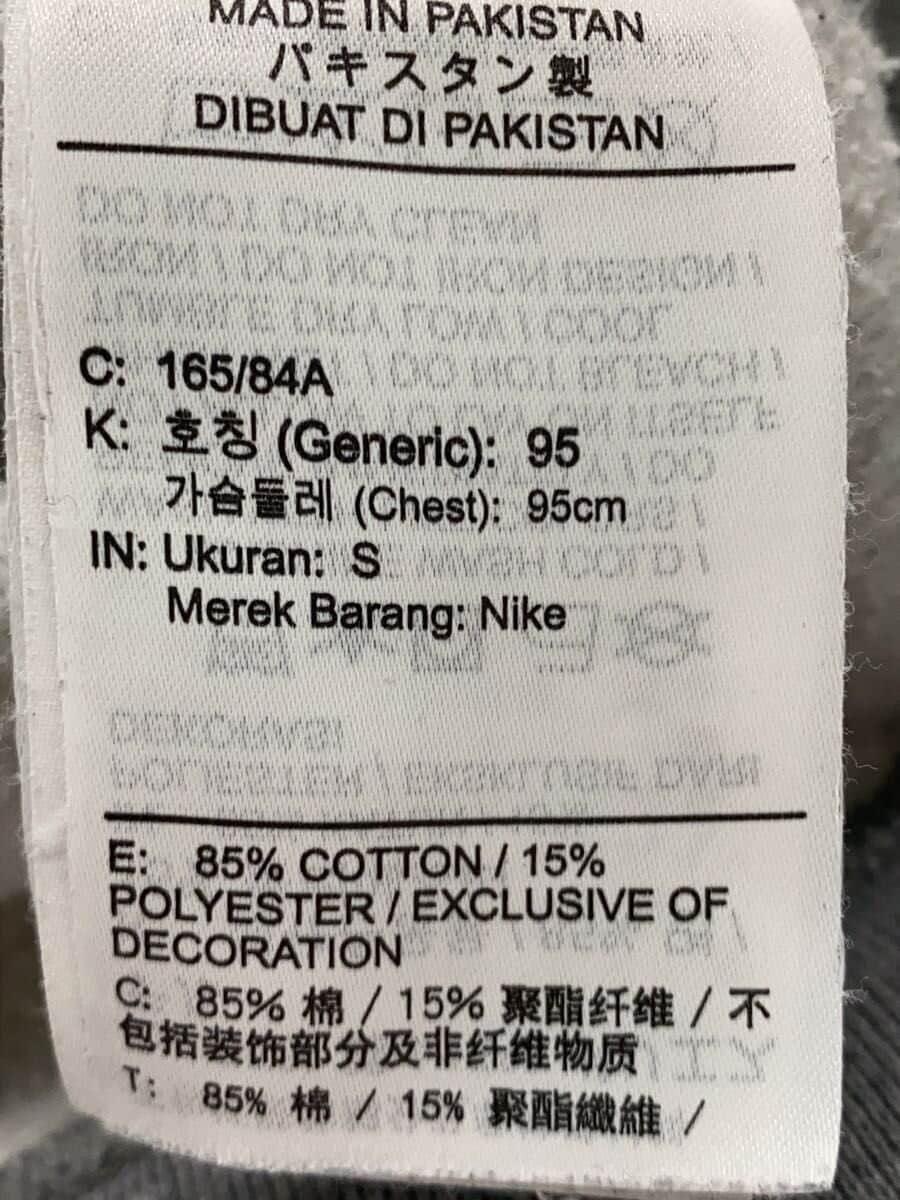 MADE IN PAKISTAN
パキスタン製
DIBUAT DI PAKISTAN
C: 165/84A
K: 호칭 (Generic): 95
가슴둘레 (Chest): 95cm
IN: Ukuran: S
Merek Barang: Nike
E: 85% COTTON / 15%
POLYESTER / EXCLUSIVE OF
DECORATION
C: 85% 棉 / 15% 聚酯纤维 / 不
包括装饰部分及非纤维物质
T: 85% 棉 / 15% 聚酯纖維 /